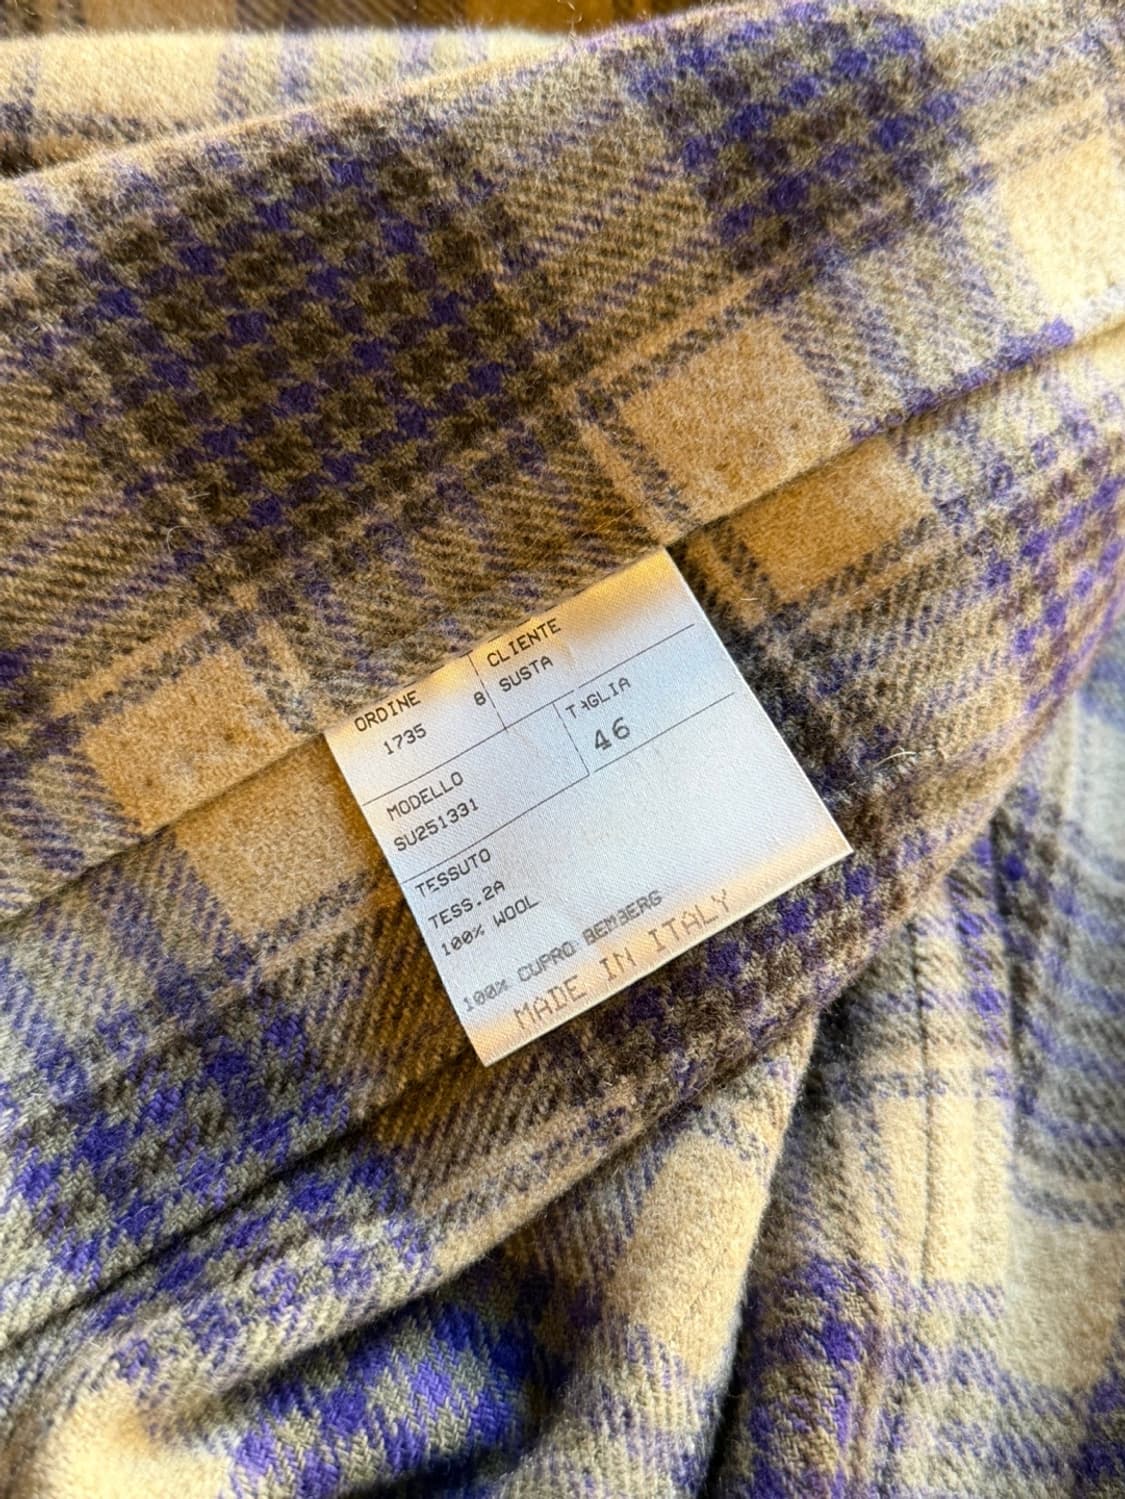 ORDINE
1735 8
CLIENTE
SUSTA
MODELLO
SU251331
TAGLIA
46
TESSUTO
TESS.2A
100% WOOL
100% CUPRO BEMBERG
MADE IN ITALY